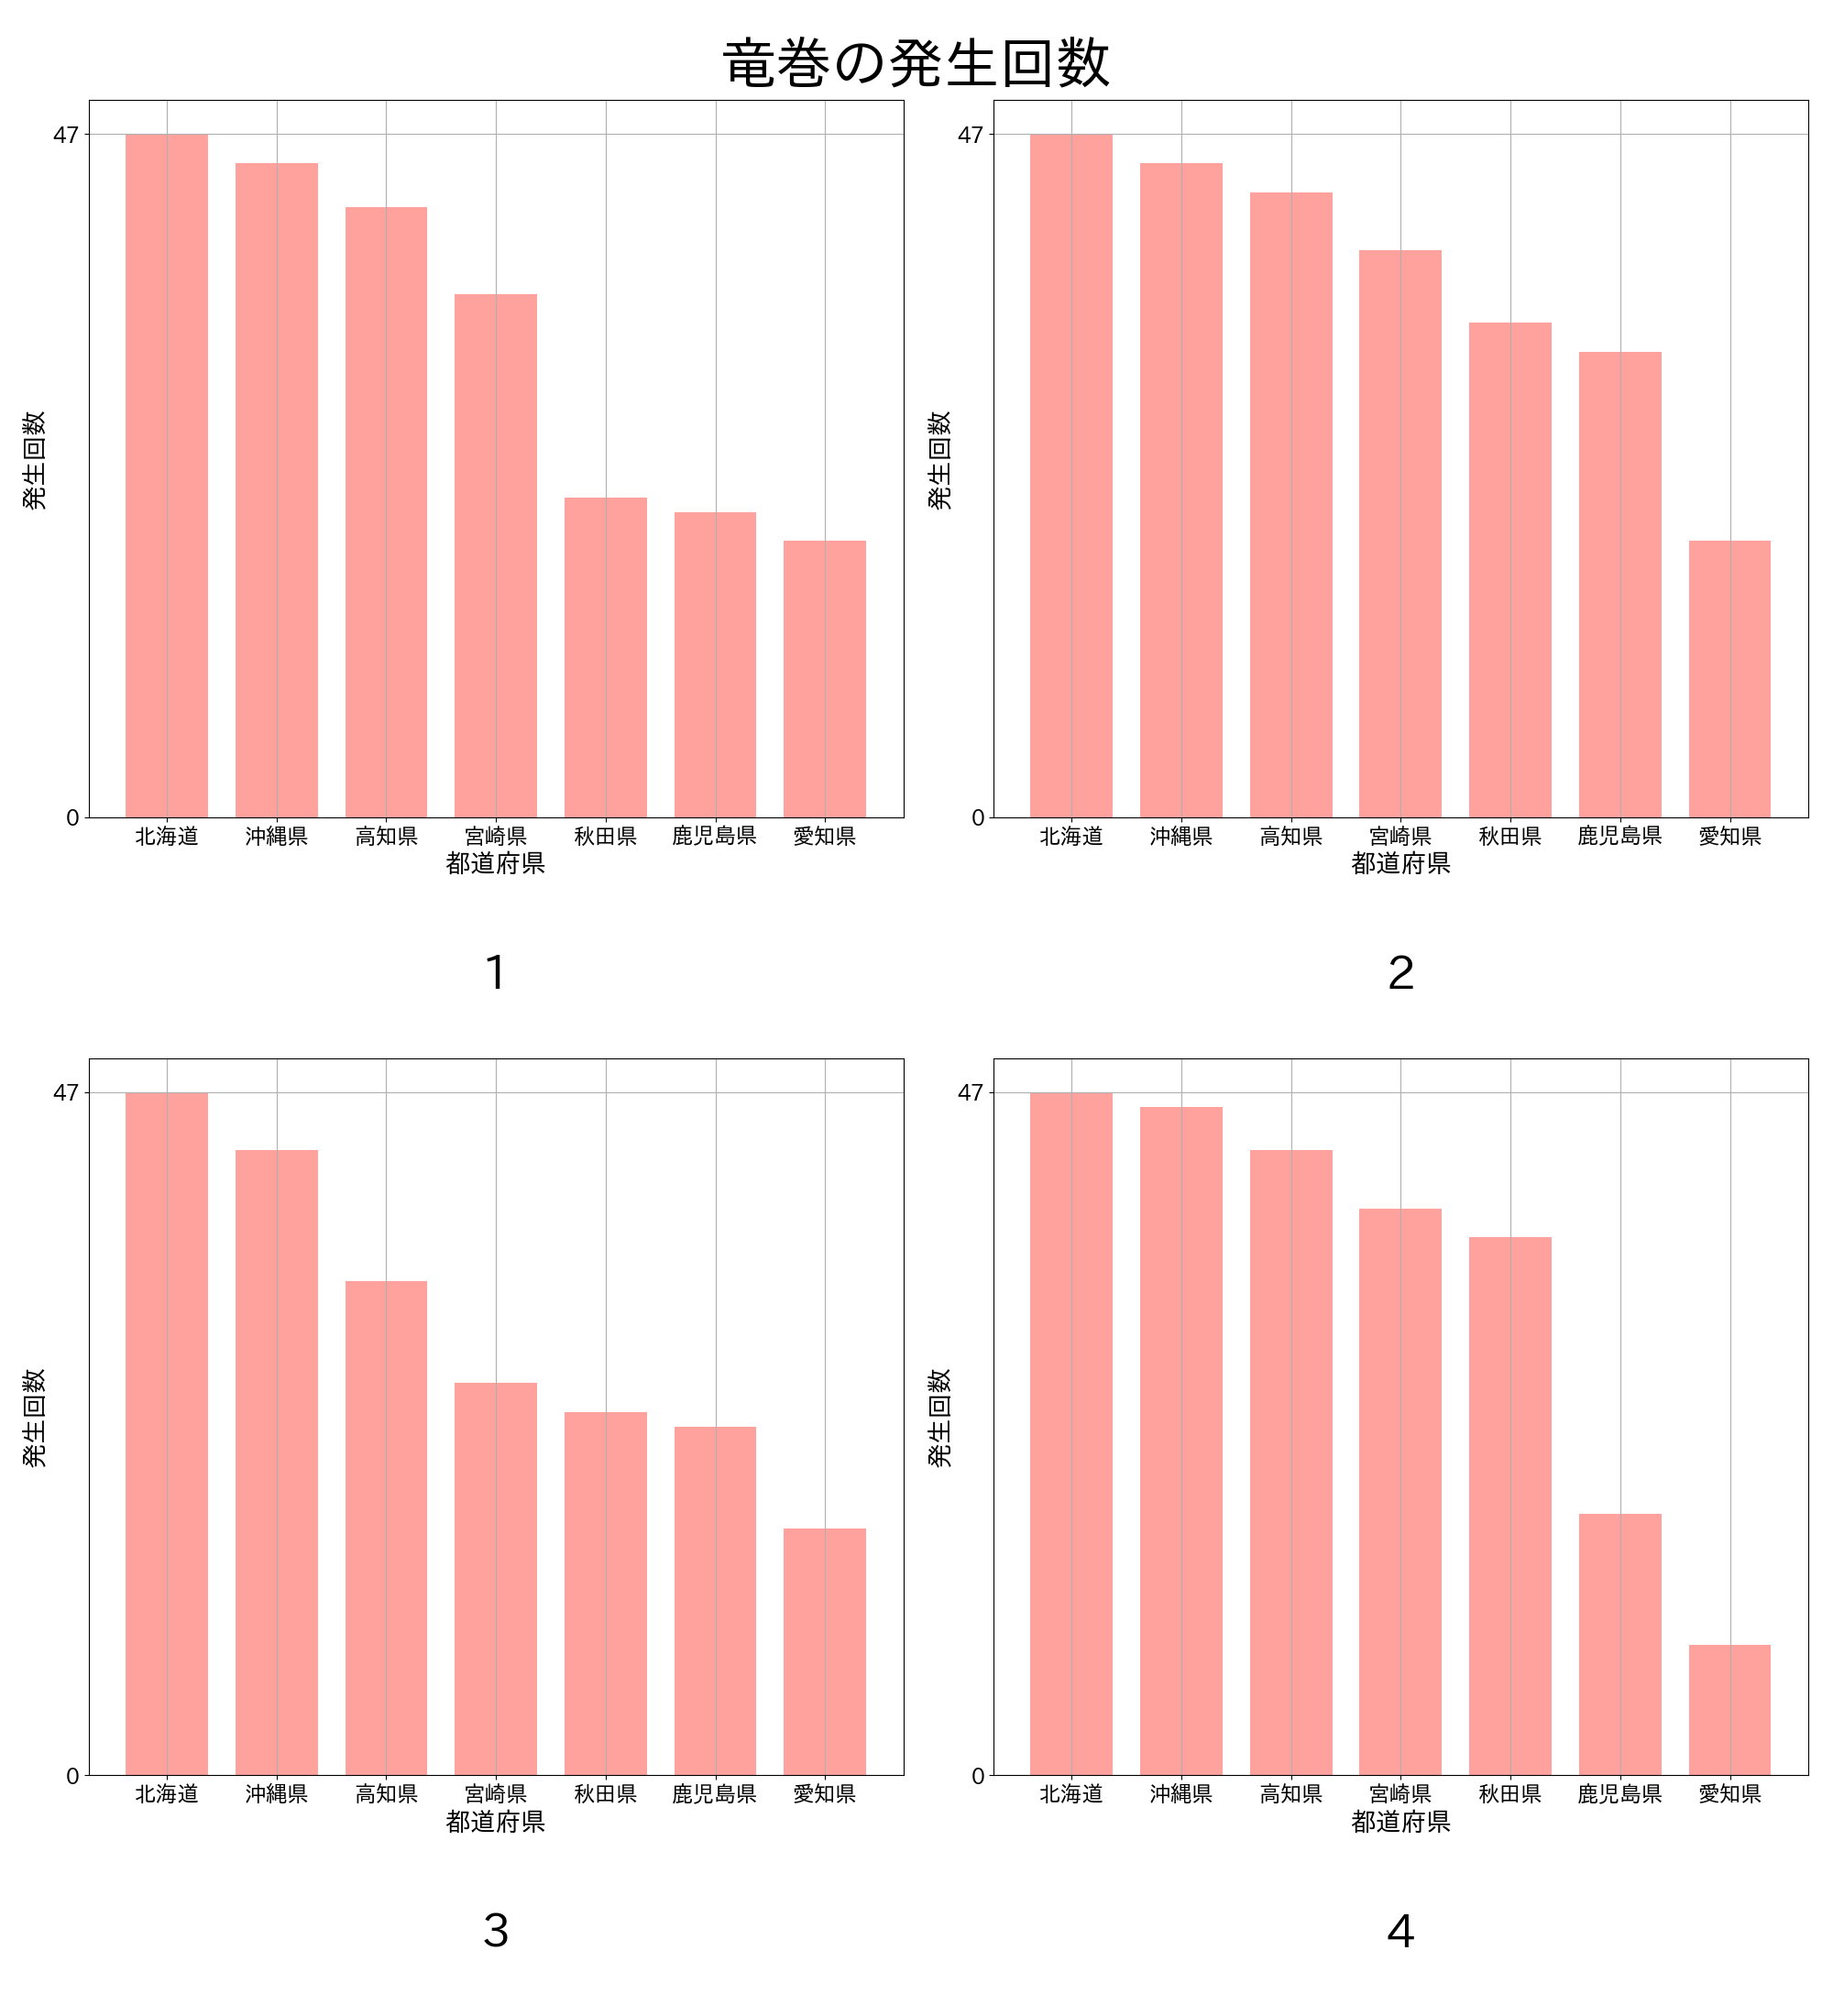 竜巻の発生回数
47
0
発生回数
北海道 沖縄県 高知県 宮崎県 秋田県 鹿児島県 愛知県
都道府県
1
47
0
発生回数
北海道 沖縄県 高知県 宮崎県 秋田県 鹿児島県 愛知県
都道府県
2
47
0
発生回数
北海道 沖縄県 高知県 宮崎県 秋田県 鹿児島県 愛知県
都道府県
3
47
0
発生回数
北海道 沖縄県 高知県 宮崎県 秋田県 鹿児島県 愛知県
都道府県
4